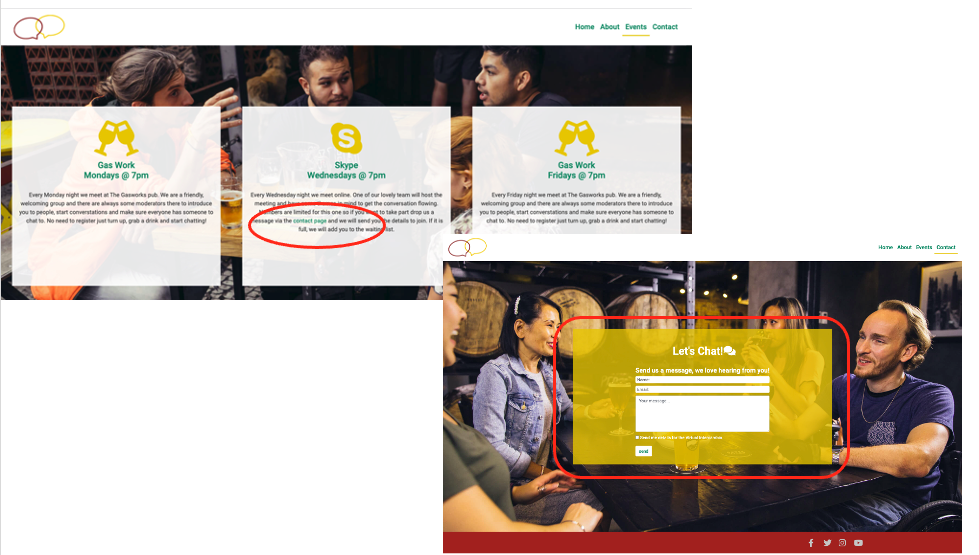 Home About Events Contact
Gas Work
Mondays @ 7pm
Every Monday night we meet at The Gasworks pub. We are a friendly,
welcoming group and there are always some moderators there to introduce
you to people, start conversations and make sure everyone has someone to
chat to. No need to register just turn up, grab a drink and start chatting!
Skype
Wednesdays @ 7pm
Every Wednesday night we meet online. One of our lovely team will host the
meeting and have some themes in mind to get the conversation flowing.
Members are limited for this one so if you want to take part drop us a
message via the contact page and we will send you the details to join. If it is
full, we will add you to the waiting list.
Gas Work
Fridays @ 7pm
Every Friday night we meet at The Gasworks pub. We are a friendly,
welcoming group and there are always some moderators there to introduce
you to people, start conversations and make sure everyone has someone to
chat to. No need to register just turn up, grab a drink and start chatting!
Home About Events Contact
Let's Chat!
Send us a message, we love hearing from you!
Name
Email
Your message
Send me details for the Virtual
Send